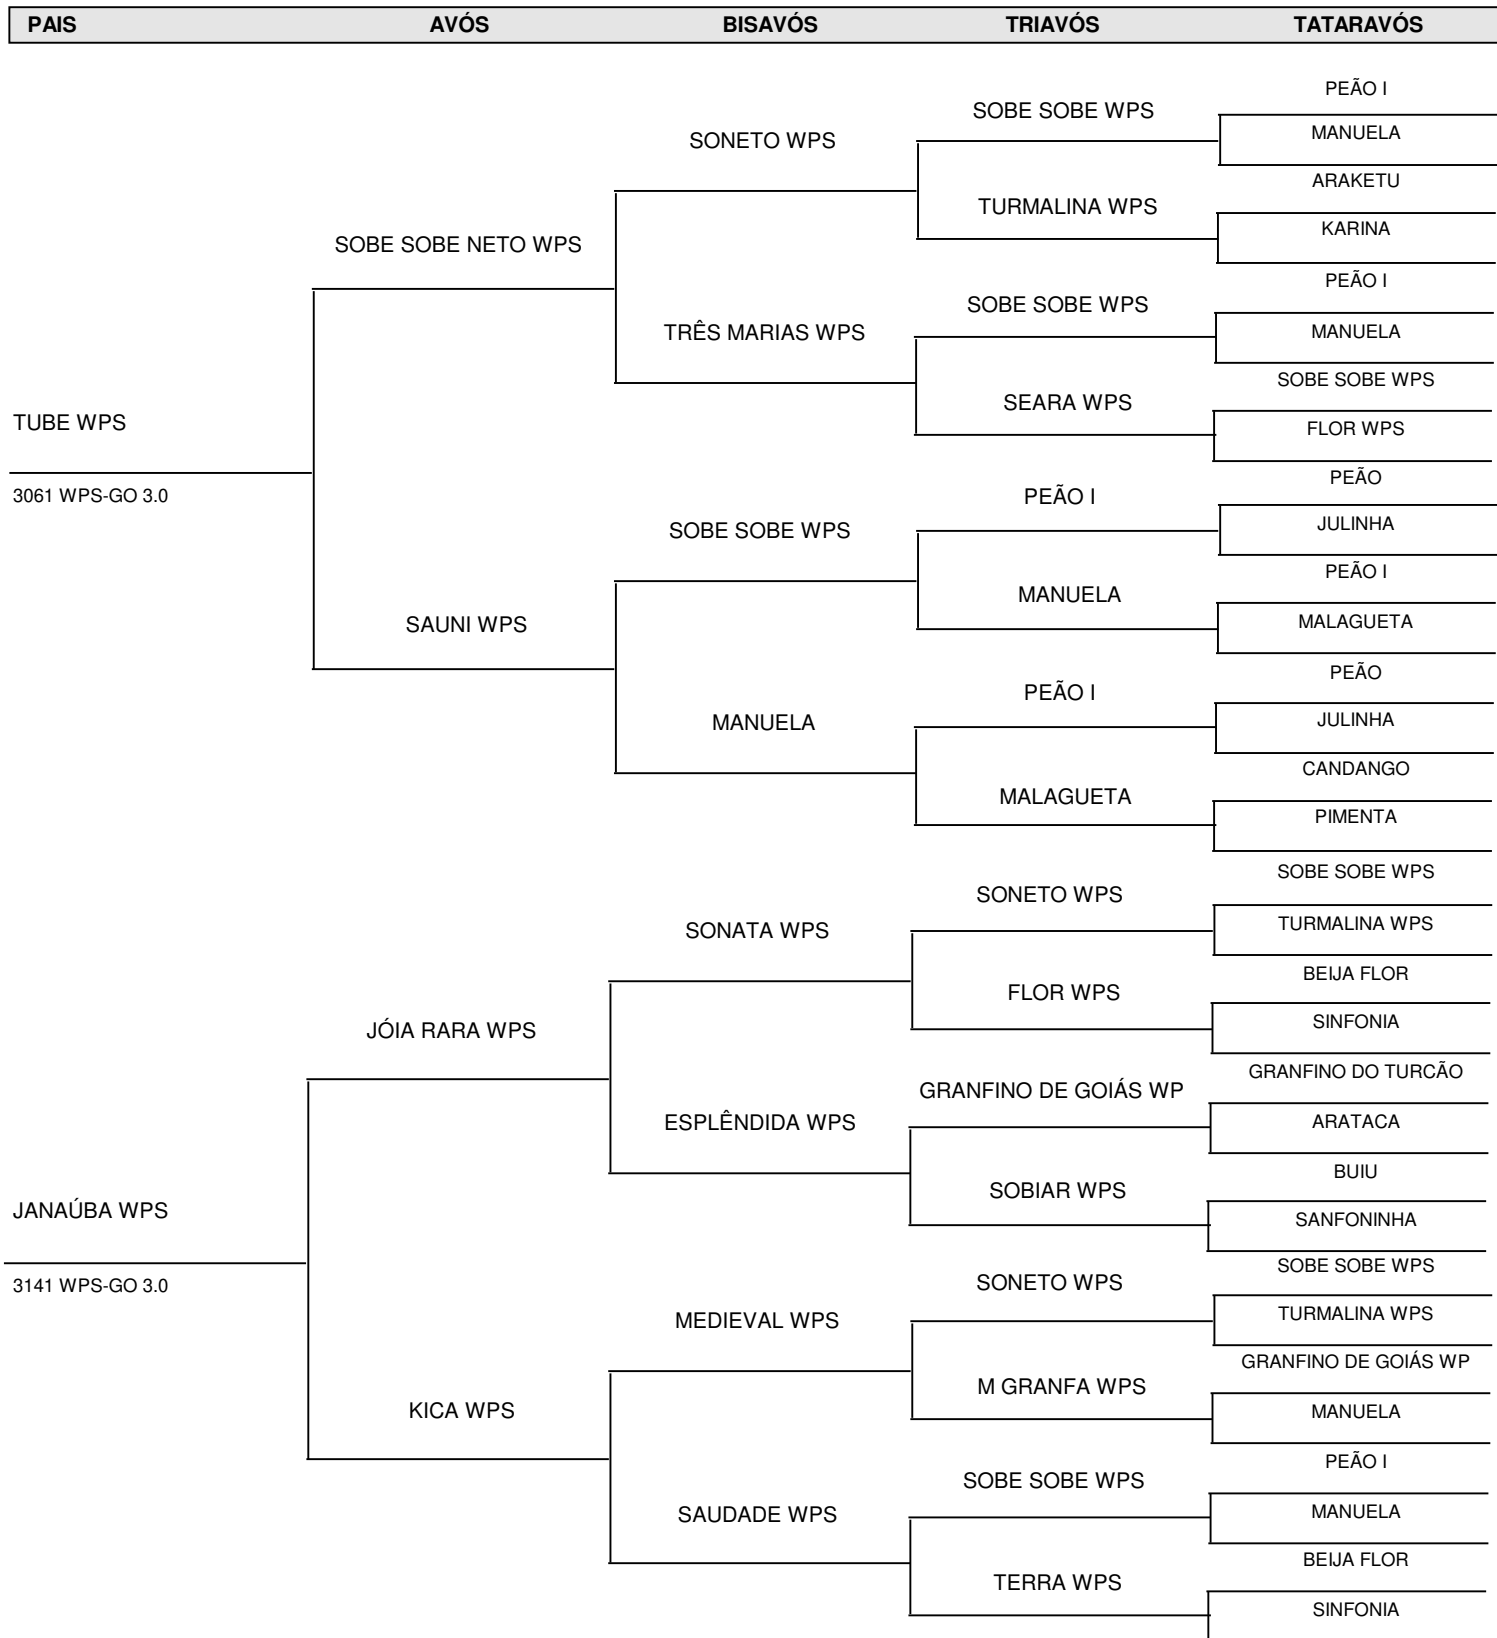 PAIS AVÓS BISAVÓS TRIAVÓS TATARAVÓS
PEÃO I
SOBE SOBE WPS
MANUELA
SONETO WPS
ARAKETU
TURMALINA WPS
KARINA
SOBE SOBE NETO WPS
PEÃO I
SOBE SOBE WPS
MANUELA
TRÊS MARIAS WPS
SOBE SOBE WPS
SEARA WPS
FLOR WPS
TUBE WPS
3061 WPS-GO 3.0
PEÃO
PEÃO I
JULINHA
SOBE SOBE WPS
PEÃO I
MANUELA
MALAGUETA
SAUNI WPS
PEÃO
PEÃO I
JULINHA
MANUELA
CANDANGO
MALAGUETA
PIMENTA
SOBE SOBE WPS
SONETO WPS
TURMALINA WPS
SONATA WPS
BEIJA FLOR
FLOR WPS
SINFONIA
JÓIA RARA WPS
GRANFINO DO TURCÃO
GRANFINO DE GOIÁS WP
ARATACA
ESPLÊNDIDA WPS
BUIU
SOBIAR WPS
SANFONINHA
JANAÚBA WPS
3141 WPS-GO 3.0
SOBE SOBE WPS
SONETO WPS
TURMALINA WPS
MEDIEVAL WPS
GRANFINO DE GOIÁS WP
M GRANFA WPS
MANUELA
KICA WPS
PEÃO I
SOBE SOBE WPS
MANUELA
SAUDADE WPS
BEIJA FLOR
TERRA WPS
SINFONIA